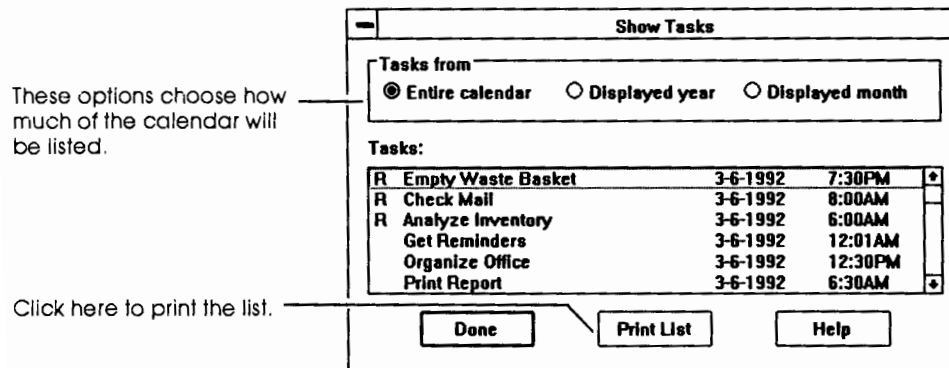 Show Tasks
Tasks from
Entire calendar Displayed year Displayed month
These options choose how
much of the calendar will
be listed.
Tasks:
R Empty Waste Basket 3-6-1992 7:30PM
R Check Mail 3-6-1992 8:00AM
R Analyze Inventory 3-6-1992 6:00AM
Get Reminders 3-6-1992 12:01AM
Organize Office 3-6-1992 12:30PM
Print Report 3-6-1992 6:30AM
Click here to print the list.
Done Print List Help